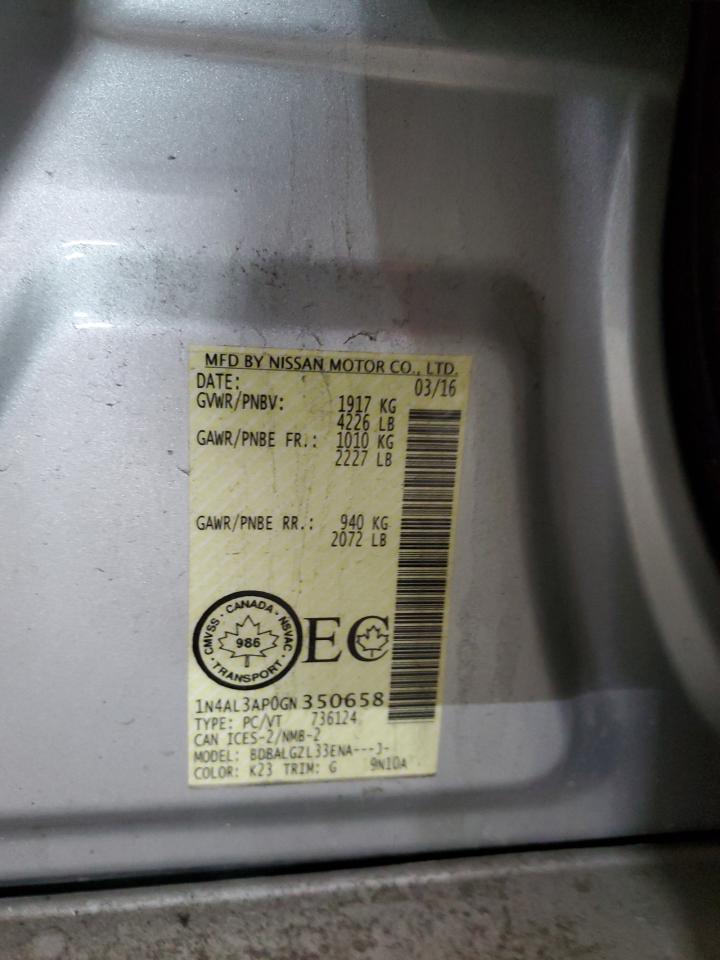 MFD BY NISSAN MOTOR CO., LTD.
DATE: 03/16
GVWR/PNBV: 1917 KG
4226 LB
GAWR/PNBE FR.: 1010 KG
2227 LB
GAWR/PNBE RR.: 940 KG
2072 LB
CMVSS · CANADA · NSVAC · TRANSPORT ·
986
EC
1N4AL3AP0GN350658
TYPE: PC/VT 736124
CAN ICES-2/NMB-2
MODEL: BDBALGZL33ENA---J-
COLOR: K23 TRIM: G 9N10A